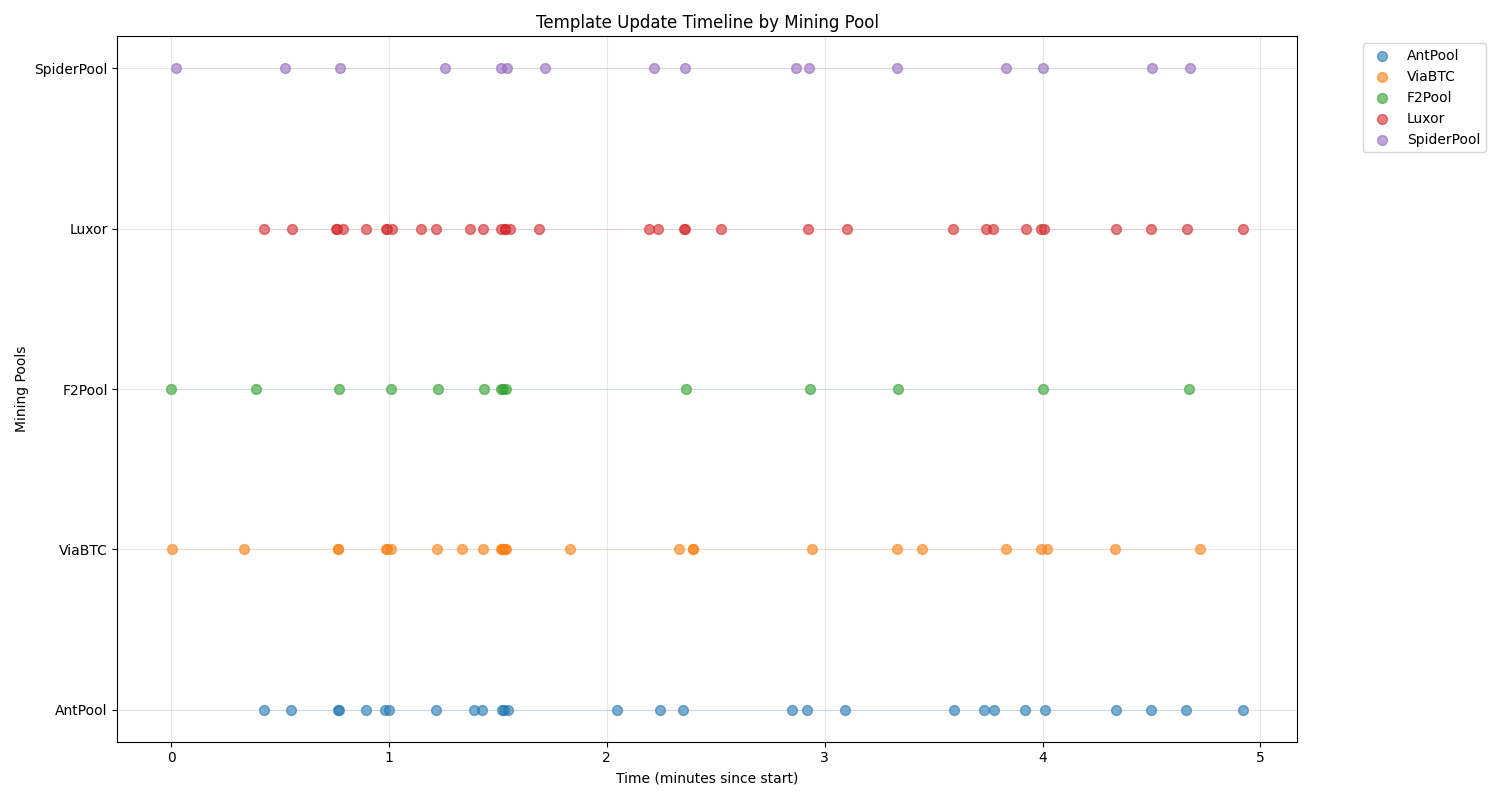 Template Update Timeline by Mining Pool
AntPool
ViaBTC
F2Pool
Luxor
SpiderPool
Mining Pools
SpiderPool
Luxor
F2Pool
ViaBTC
AntPool
0 1 2 3 4 5
Time (minutes since start)